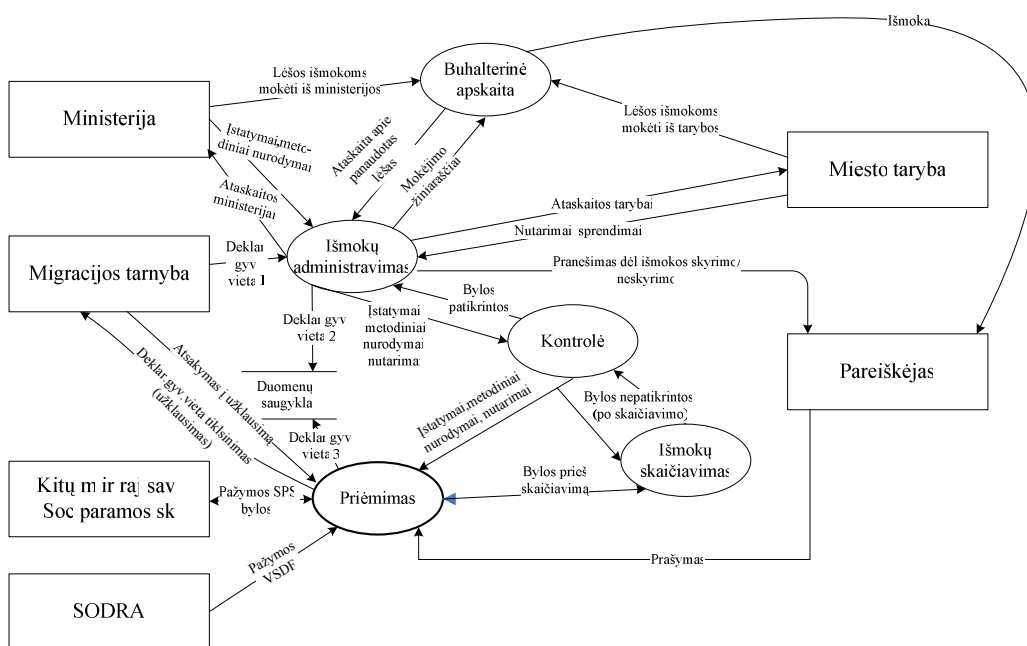 Išmoka
Buhalterinė
apskaita
Lėšos išmokoms
mokėti iš ministerijos
Ministerija
Lėšos išmokoms
mokėti iš tarybos
Įstatymai,meto-
diniai nurodymai
Ataskaita apie
panaudotas
lėšas
Mokėjimo
žiniaraščiai
Miesto taryba
Ataskaitos
ministerijai
Ataskaitos tarybai
Nutarimai sprendimai
Išmokų
administravimas
Deklar
gyv
vieta 1
Migracijos tarnyba
Pranešimas dėl išmokos skyrimo/
neskyrimo
Bylos
patikrintos
Įstatymai
metodiniai
nurodymai
nutarimai
Deklar gyv
vieta 2
Kontrolė
Pareiškėjas
Atsakymas į užklausimą
Deklar.gyv.vieta tikslinimas
(užklausimas)
Duomenų
saugykla
Įstatymai,metodiniai
nurodymai, nutarimai
Bylos nepatikrintos
(po skaičiavimo)
Deklar gyv
vieta 3
Išmokų
skaičiavimas
Kitų m ir raj sav
Soc paramos sk
Pažymos SPS
bylos
Priėmimas
Bylos prieš
skaičiavimą
Prašymas
Pažymos
VSDF
SODRA